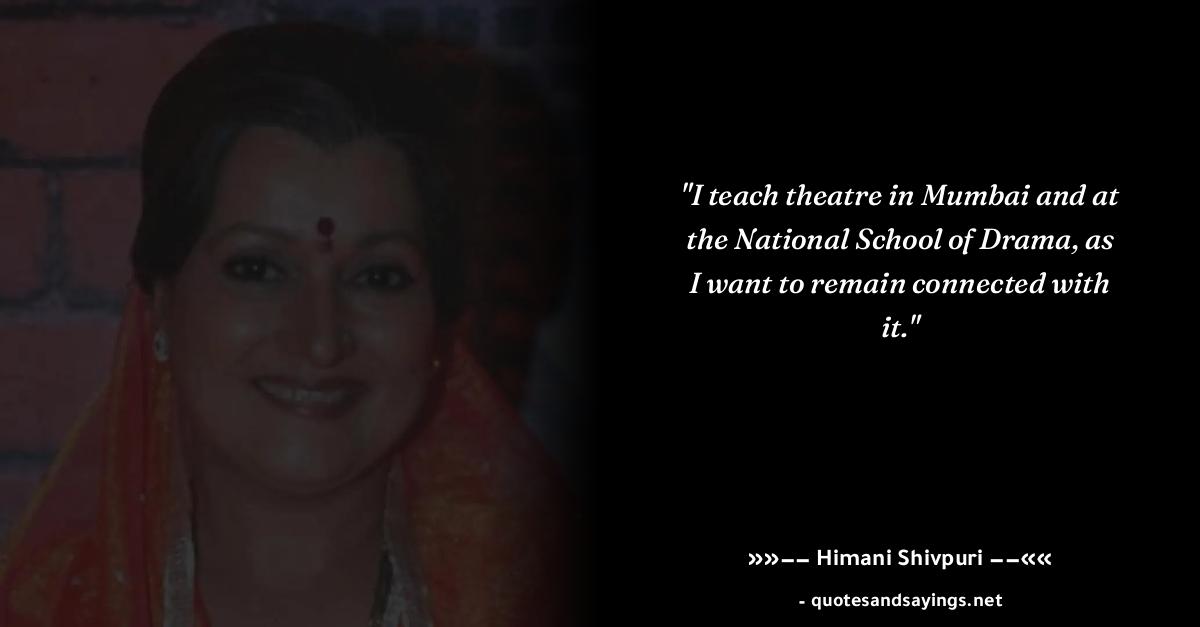 "I teach theatre in Mumbai and at
the National School of Drama, as
I want to remain connected with
it."
»»–– Himani Shivpuri ––««
- quotesandsayings.net